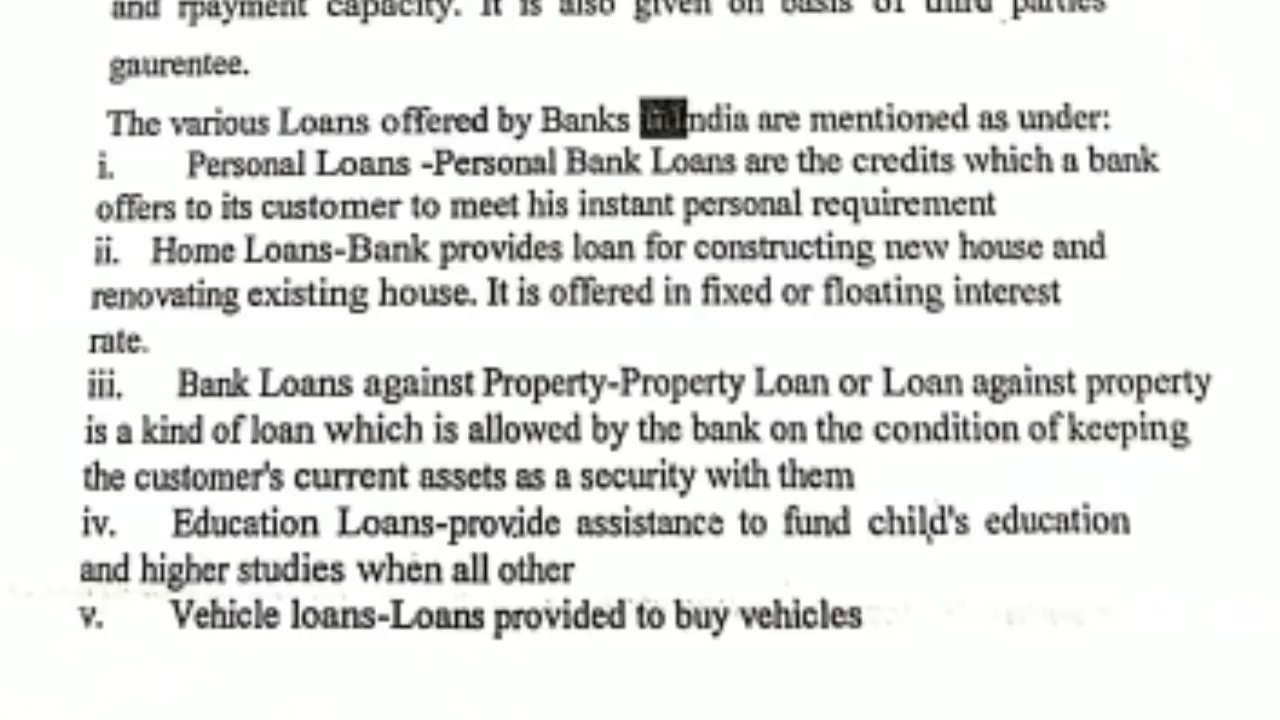 and rpayment capacity. It is also given on basis of third parties
gaurentee.
The various Loans offered by Banks in India are mentioned as under:
i. Personal Loans -Personal Bank Loans are the credits which a bank
offers to its customer to meet his instant personal requirement
ii. Home Loans-Bank provides loan for constructing new house and
renovating existing house. It is offered in fixed or floating interest
rate.
iii. Bank Loans against Property-Property Loan or Loan against property
is a kind of loan which is allowed by the bank on the condition of keeping
the customer's current assets as a security with them
iv. Education Loans-provide assistance to fund child's education
and higher studies when all other
v. Vehicle loans-Loans provided to buy vehicles